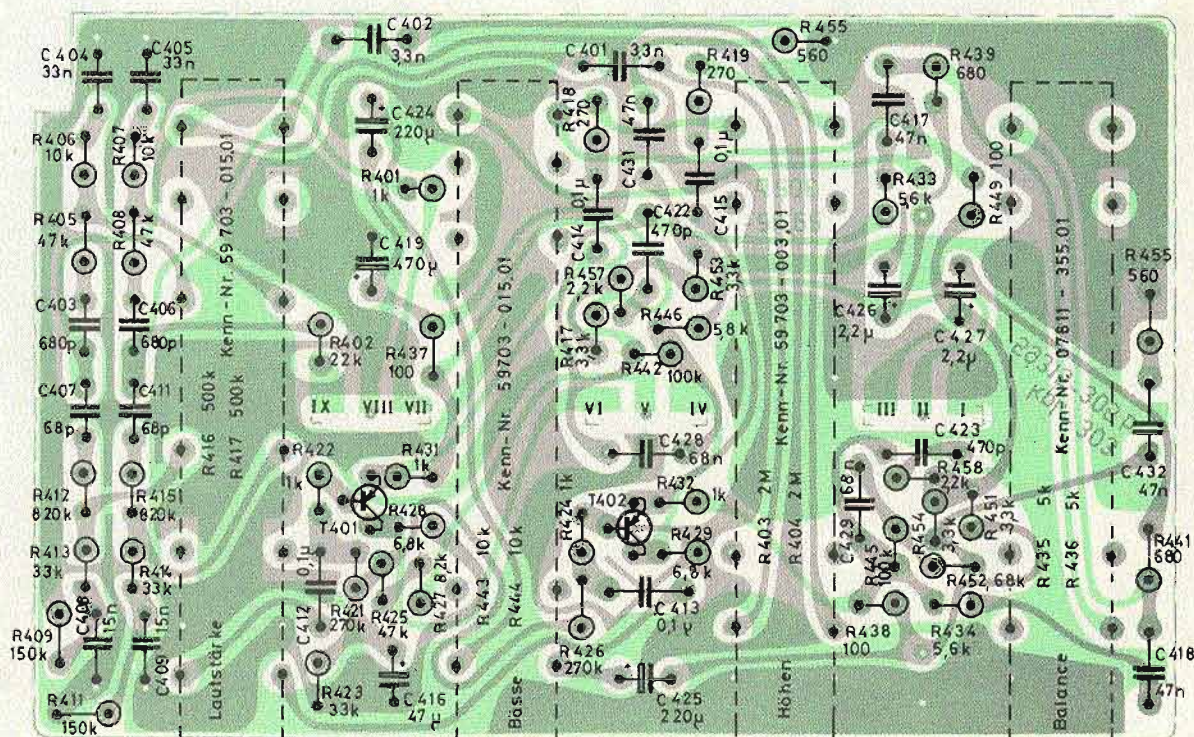 C404
33n
C405
33n
C402
33n
C401
33n
R419
270
R455
560
R439
680
R406
10k
R407
10k
C424
220µ
R401
1k
C419
470µ
R402
22k
R437
100
R405
47k
R408
47k
C403
680p
C406
680p
C407
68p
C411
68p
R412
820k
R415
820k
R413
33k
R414
33k
C408
15n
C409
15n
R409
150k
R411
150k
Lautstärke
R416 500k
R417 500k
Kenn-Nr. 59 703-015.01
IX VIII VII
R422
1k
T401
R431
1k
R428
6,8k
0,1µ
C412
R421
270k
R425
47k
R427 8,2k
R423
33k
C416
47
µ
Bässe
R443 10k
R444 10k
Kenn-Nr. 59703-015.01
R418
270
47n
C431
0,1µ
C415
0,1µ
C414
C422
470p
R457
2,2k
R453
3,3k
R417
3,3k
R446
5,8k
R442
100k
VI V IV
C428
68n
R424 1k
T402
R432
1k
R429
6,8k
C413
0,1µ
R426
270k
C425
220µ
Höhen
R403 2M
R404 2M
Kenn-Nr. 59 703-003.01
C417
47n
R433
5,6k
R449 100
C426
2,2µ
C427
2,2µ
III II I
C423
470p
C429 68n
R458
22k
R451
3,3k
R454
3,3k
R445
100k
R452 68k
R438
100
R434
5,6k
Balance
R435 5k
R436 5k
Kenn-Nr. 07811-355.01
R455
560
C432
47n
R441
680
C418
47n